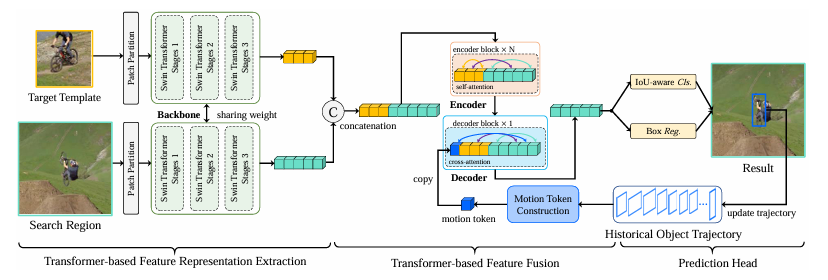 Target Template
Patch Partition
Swin Transformer
Stages 1
Swin Transformer
Stages 2
Swin Transformer
Stages 3
Backbone
sharing weight
Search Region
Patch Partition
Swin Transformer
Stages 1
Swin Transformer
Stages 2
Swin Transformer
Stages 3
C
concatenation
encoder block × N
self-attention
Encoder
decoder block × 1
cross-attention
Decoder
copy
motion token
Motion Token
Construction
IoU-aware Cls.
Box Reg.
Result
update trajectory
...
Historical Object Trajectory
Transformer-based Feature Representation Extraction
Transformer-based Feature Fusion
Prediction Head